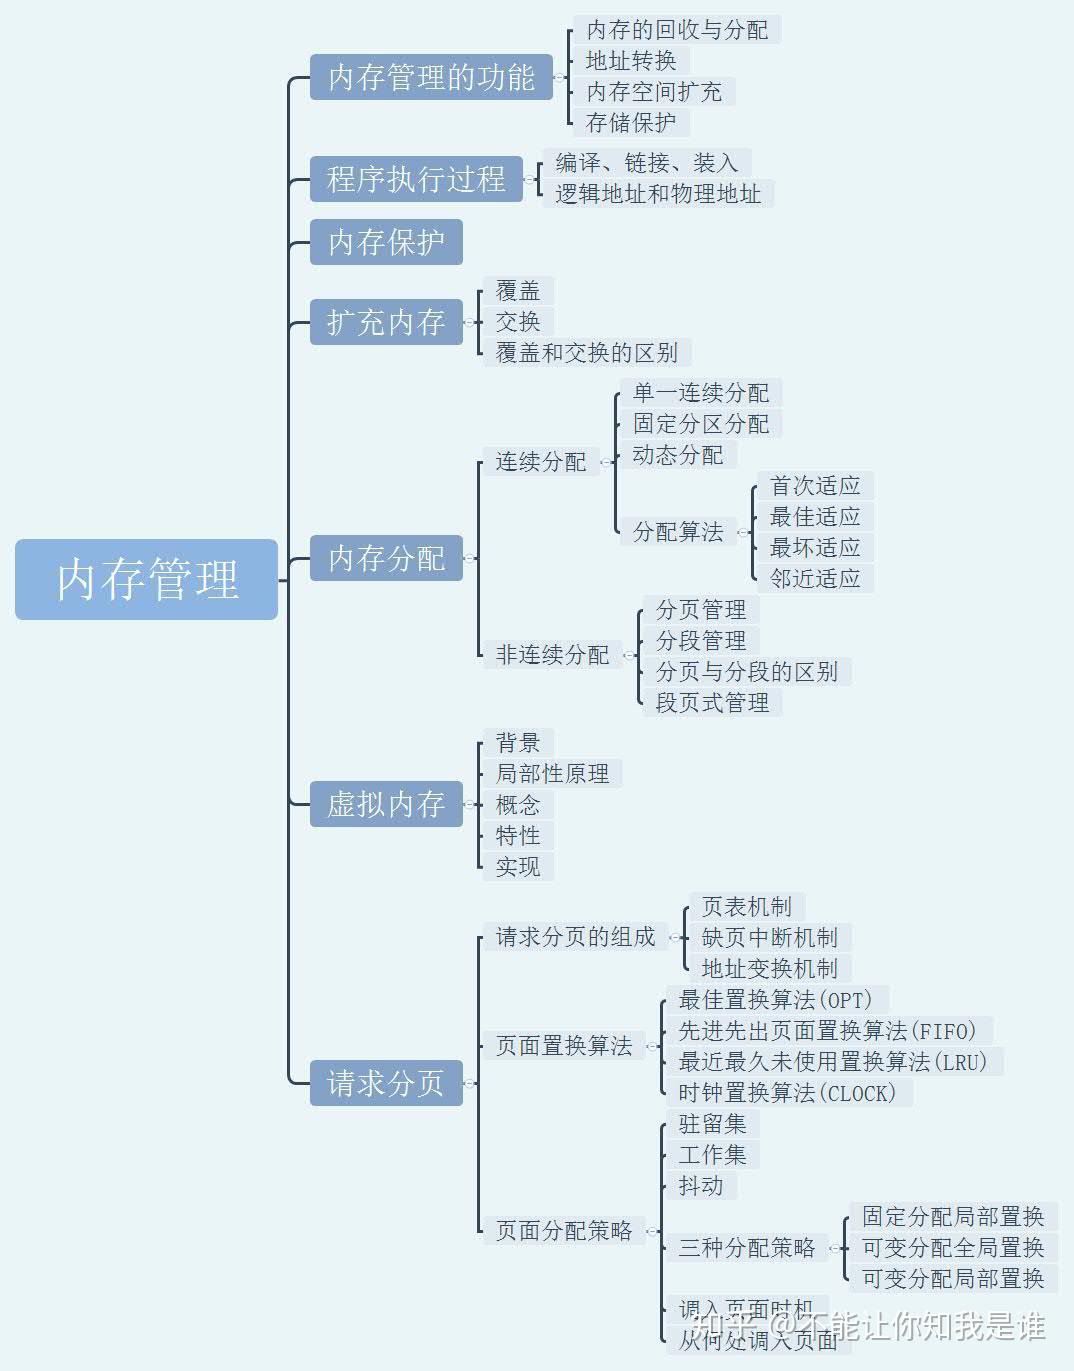 内存管理
内存管理的功能
内存的回收与分配
地址转换
内存空间扩充
存储保护
程序执行过程
编译、链接、装入
逻辑地址和物理地址
内存保护
扩充内存
覆盖
交换
覆盖和交换的区别
内存分配
连续分配
单一连续分配
固定分区分配
动态分配
分配算法
首次适应
最佳适应
最坏适应
邻近适应
非连续分配
分页管理
分段管理
分页与分段的区别
段页式管理
虚拟内存
背景
局部性原理
概念
特性
实现
请求分页
请求分页的组成
页表机制
缺页中断机制
地址变换机制
页面置换算法
最佳置换算法(OPT)
先进先出页面置换算法(FIFO)
最近最久未使用置换算法(LRU)
时钟置换算法(CLOCK)
页面分配策略
驻留集
工作集
抖动
三种分配策略
固定分配局部置换
可变分配全局置换
可变分配局部置换
调入页面时机
从何处调入页面
知乎 @不能让你知我是谁